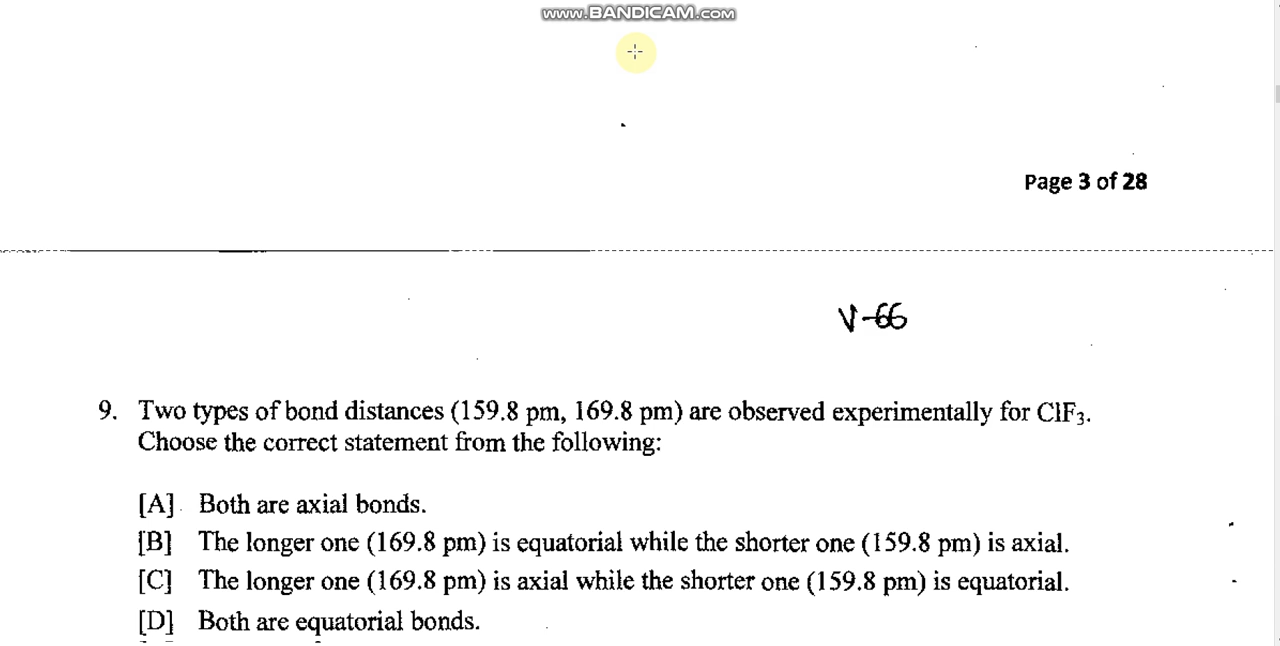 www.BANDICAM.com
Page 3 of 28
V-66
9. Two types of bond distances (159.8 pm, 169.8 pm) are observed experimentally for ClF₃.
Choose the correct statement from the following:
[A] Both are axial bonds.
[B] The longer one (169.8 pm) is equatorial while the shorter one (159.8 pm) is axial.
[C] The longer one (169.8 pm) is axial while the shorter one (159.8 pm) is equatorial.
[D] Both are equatorial bonds.